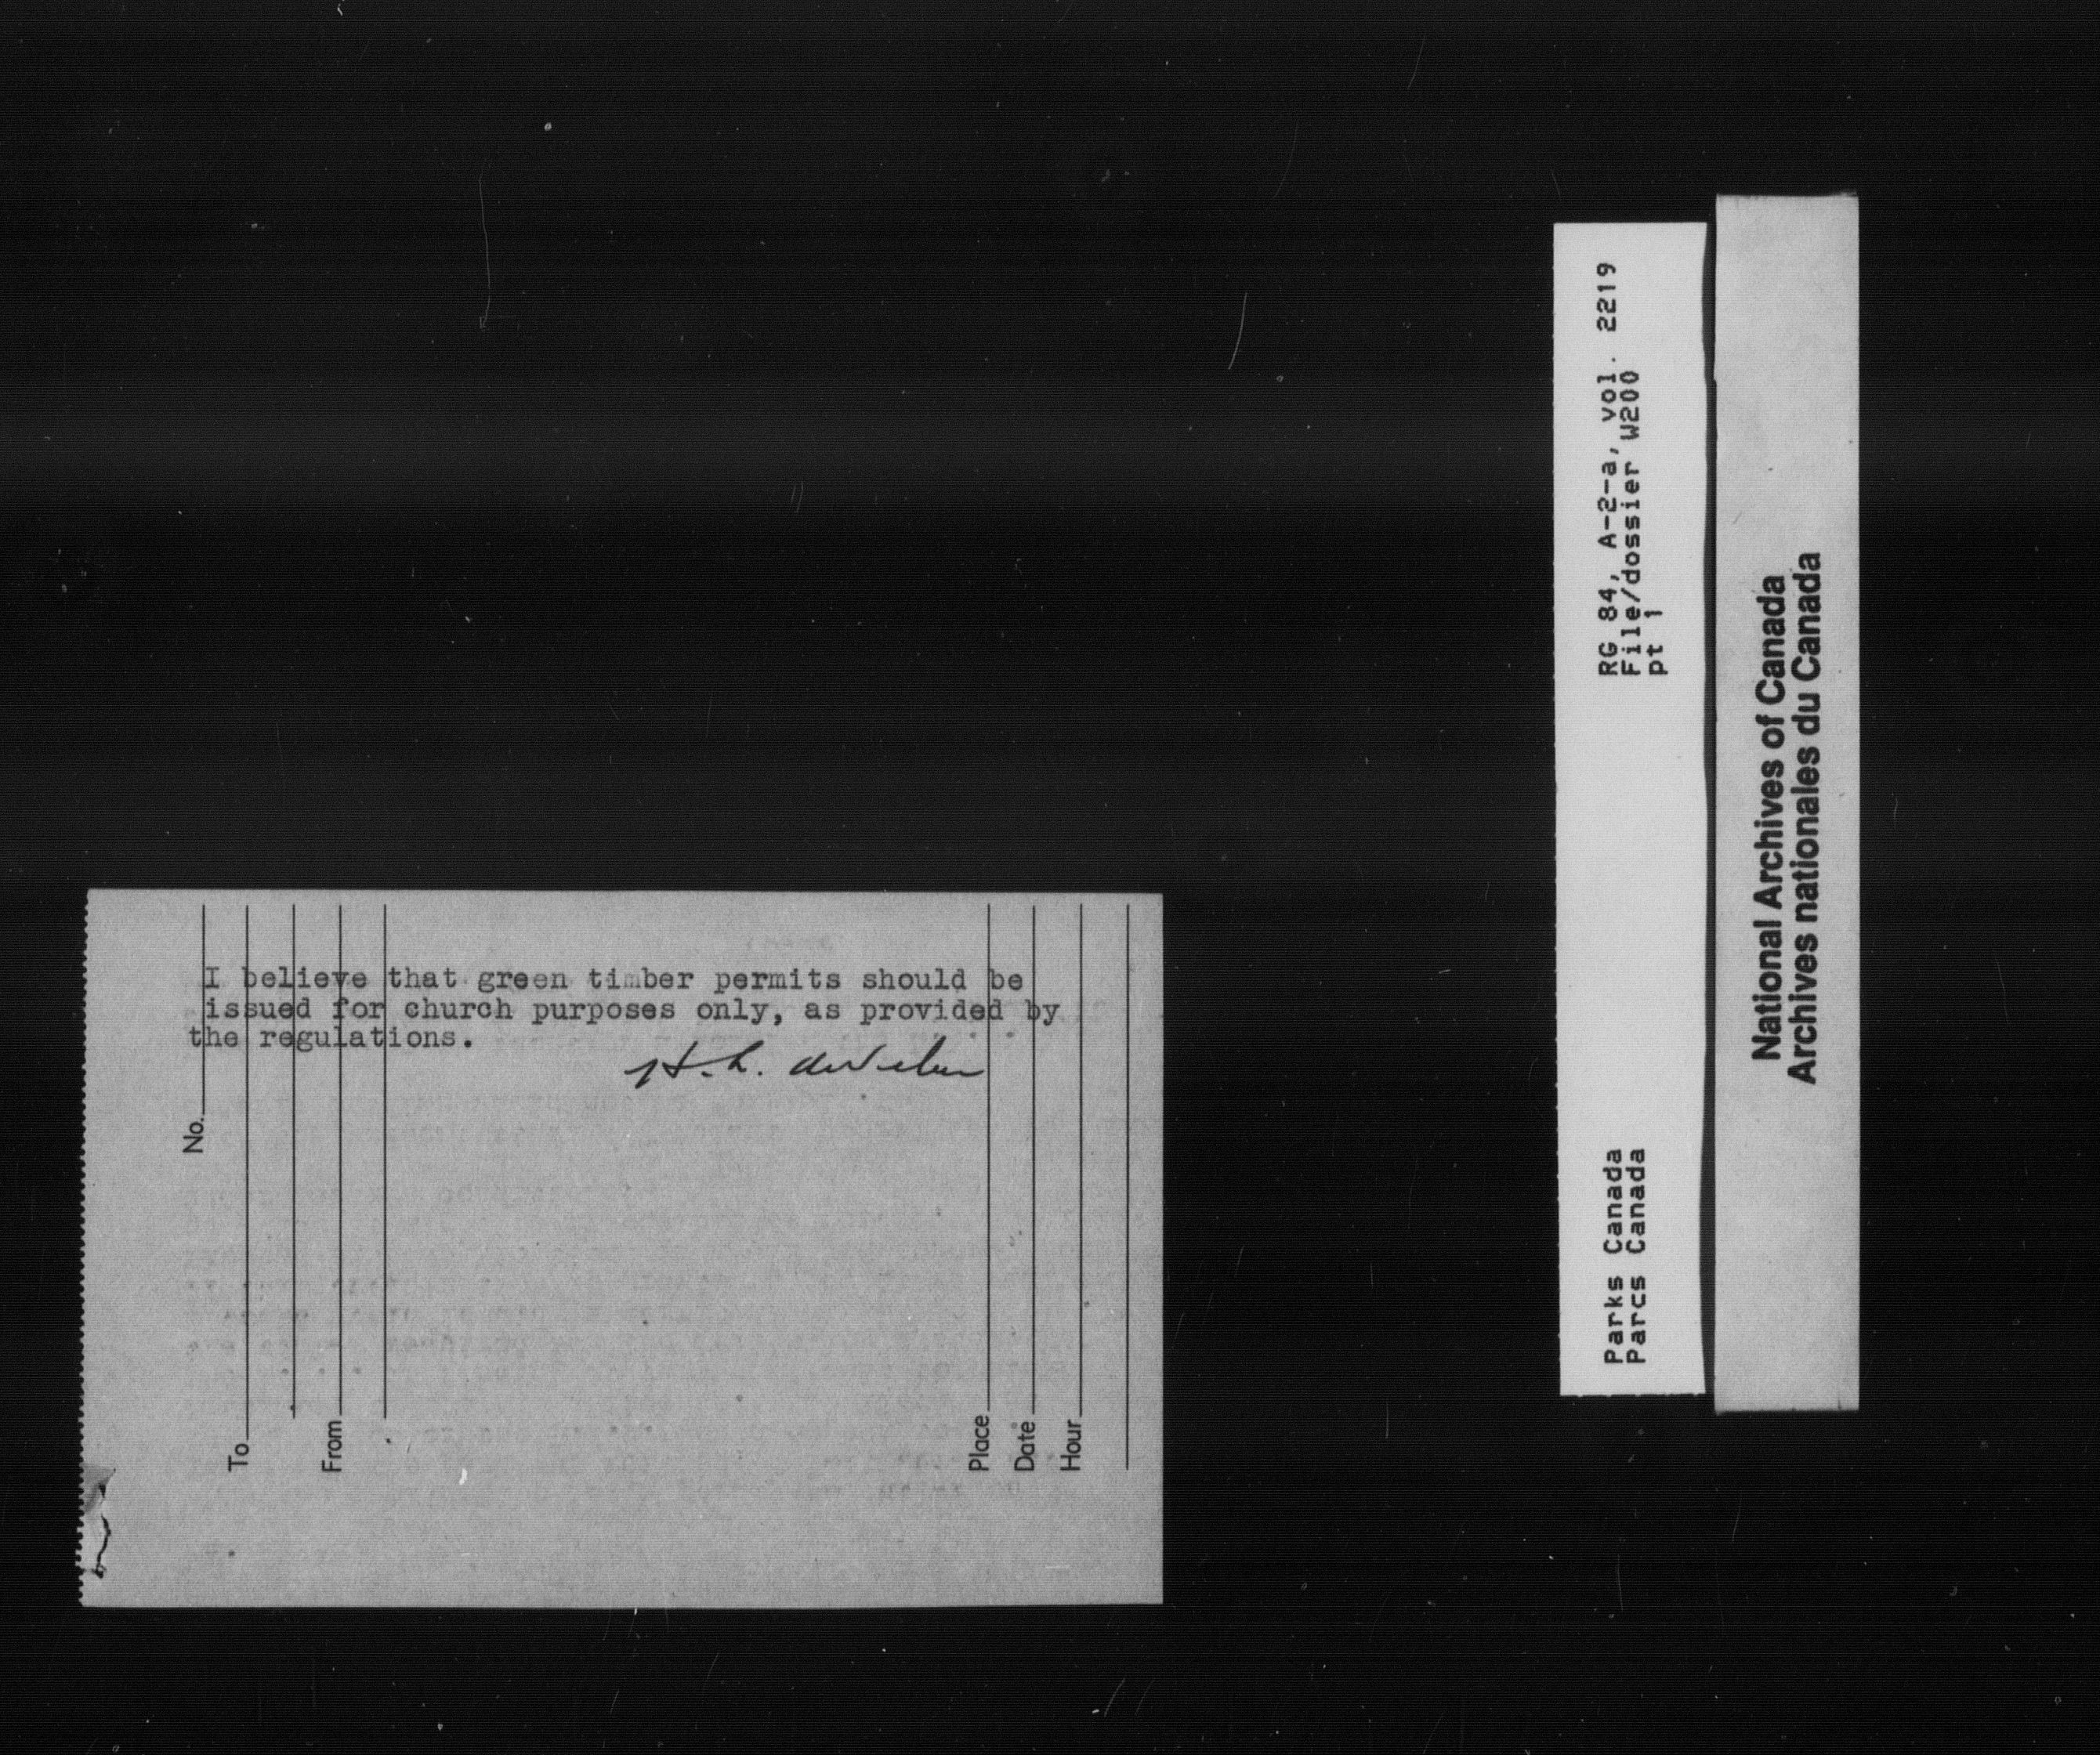 I believe that green timber permits should be
issued for church purposes only, as provided by
the regulations.
H. L.
No.
To
From
Place
Date
Hour
RG 84, A-2-a, vol. 2219
File/dossier W200
pt 1
Parks Canada
Parcs Canada
National Archives of Canada
Archives nationales du Canada